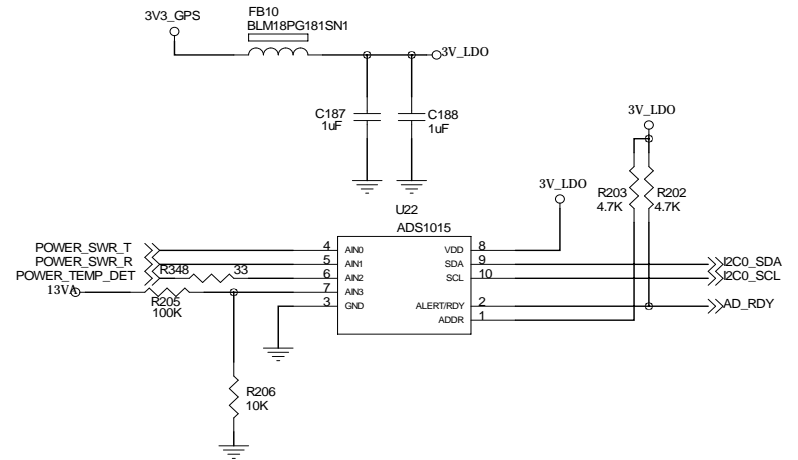 3V3_GPS
FB10
BLM18PG181SN1
3V_LDO
C187
1uF
C188
1uF
3V_LDO
R203
4.7K
R202
4.7K
3V_LDO
U22
ADS1015
POWER_SWR_T
4
AIN0
VDD
8
POWER_SWR_R
5
AIN1
SDA
9
I2C0_SDA
POWER_TEMP_DET
R348
33
6
AIN2
SCL
10
I2C0_SCL
13VA
R205
100K
7
AIN3
3
GND
ALERT/RDY
2
AD_RDY
ADDR
1
R206
10K